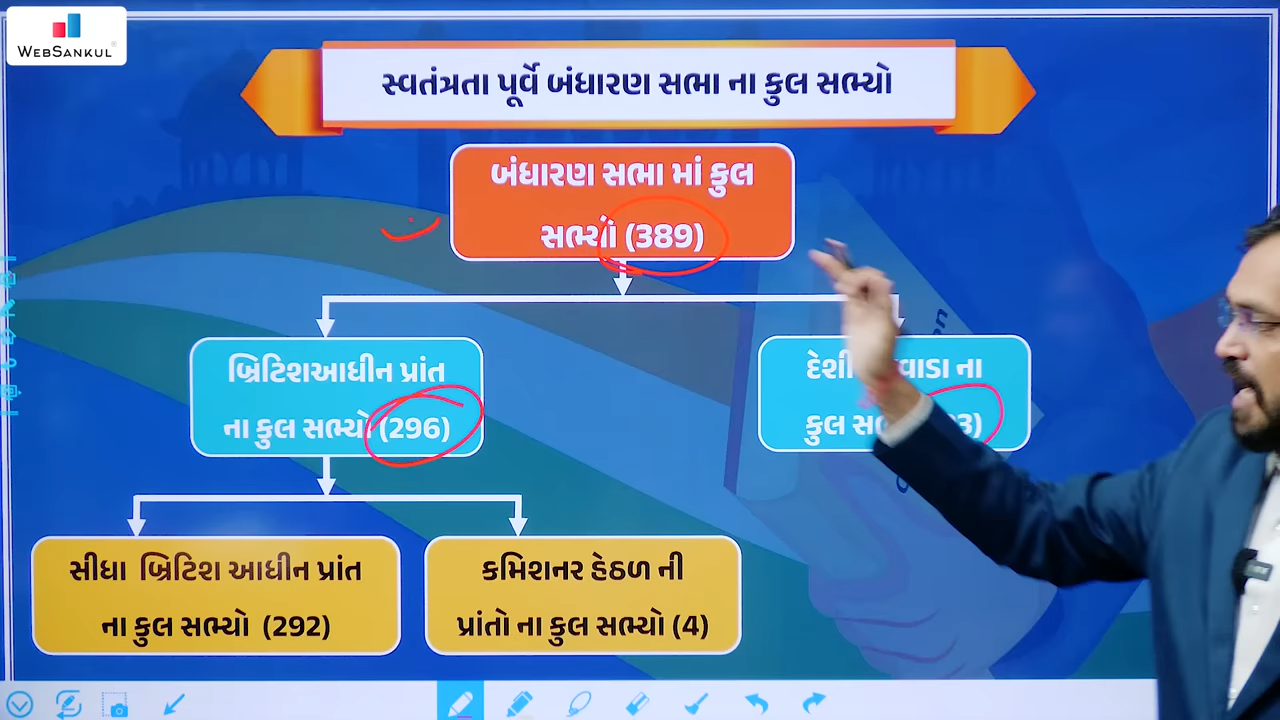 WEBSANKUL
સ્વતંત્રતા પૂર્વે બંધારણ સભા ના કુલ સભ્યો
બંધારણ સભા માં કુલ
સભ્યો (389)
બ્રિટિશઆધીન પ્રાંત
ના કુલ સભ્યો (296)
ના
કુલ
સીધા બ્રિટિશ આધીન પ્રાંત
ના કુલ સભ્યો (292)
કમિશનર હેઠળ ની
પ્રાંતો ના કુલ સભ્યો (4)